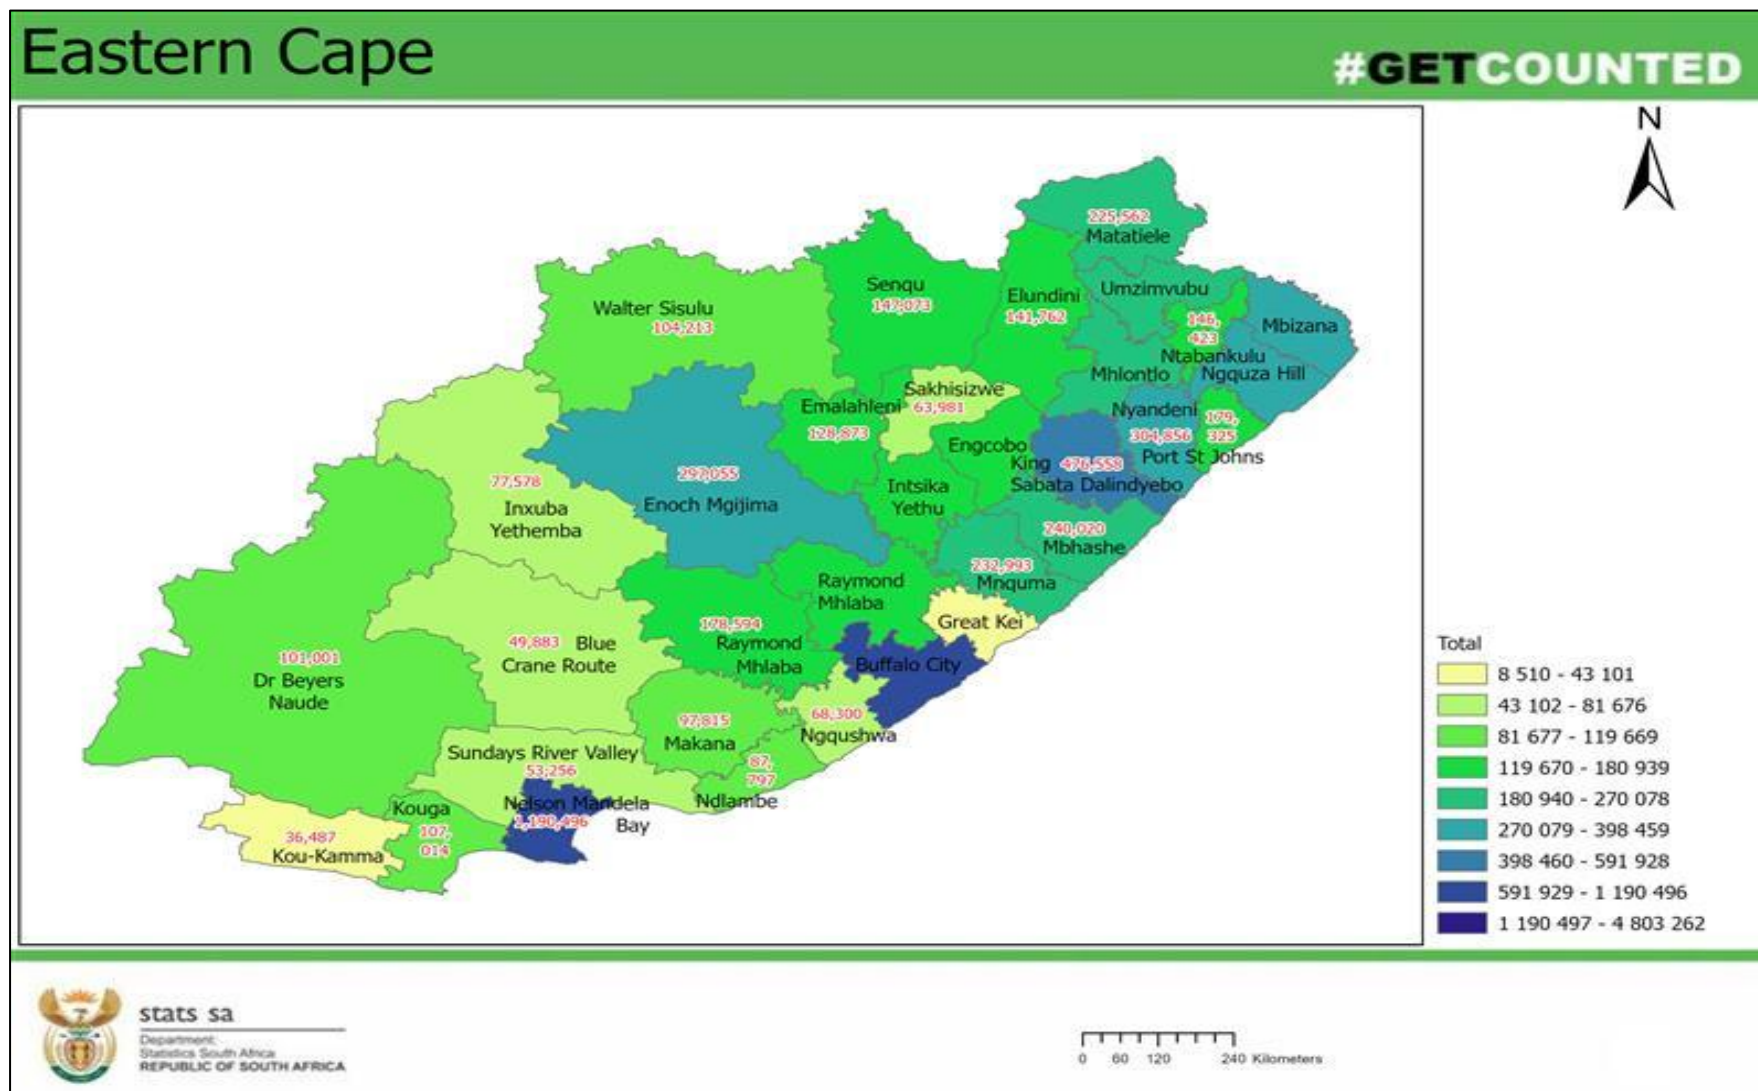 Eastern Cape
#GETCOUNTED
N
225,562
Matatiele
Senqu
147,073
Elundini
141,762
Umzimvubu
Walter Sisulu
104,213
146,
423
Mbizana
Ntabankulu
Mhlontlo
Ngquza Hill
Sakhisizwe
63,981
Emalahleni
128,873
Nyandeni
304,856
179,
325
Port St Johns
Engcobo
King
476,558
Sabata Dalindyebo
77,578
Inxuba
Yethemba
297,055
Enoch Mgijima
Intsika
Yethu
240,020
Mbhashe
232,993
Mnquma
Raymond
Mhlaba
Great Kei
178,594
Raymond
Mhlaba
49,883 Blue
Crane Route
101,001
Dr Beyers
Naude
Buffalo City
97,815
Makana
68,300
Ngqushwa
Sundays River Valley
53,256
87,
797
Ndlambe
Nelson Mandela
1,190,496
Bay
Kouga
107,
014
36,487
Kou-Kamma
Total
8 510 - 43 101
43 102 - 81 676
81 677 - 119 669
119 670 - 180 939
180 940 - 270 078
270 079 - 398 459
398 460 - 591 928
591 929 - 1 190 496
1 190 497 - 4 803 262
stats sa
Department:
Statistics South Africa
REPUBLIC OF SOUTH AFRICA
0 60 120 240 Kilometers